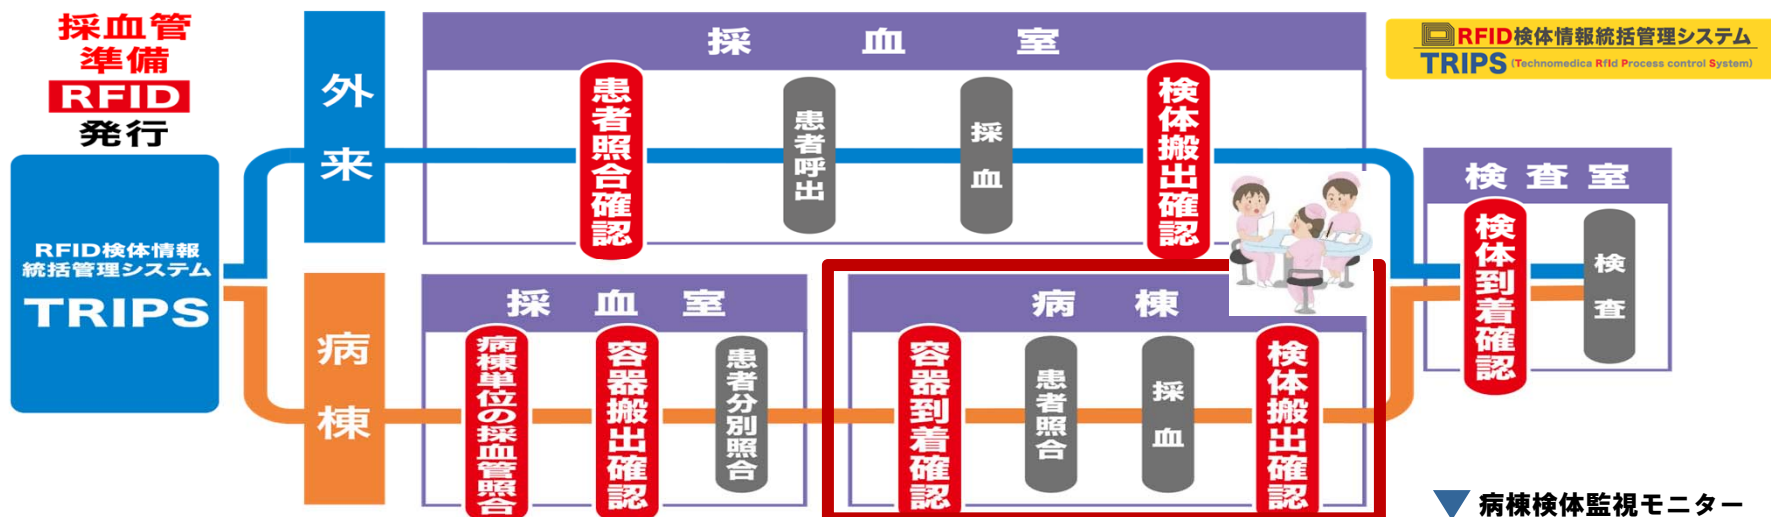 採血管
準備
RFID
発行
RFID検体情報
統括管理システム
TRIPS
外来
採血室
患者照合確認
患者呼出
採血
検体搬出確認
RFID検体情報統括管理システム
TRIPS (Technomedica RfId Process control System)
検査室
検体到着確認
検査
病棟
採血室
病棟単位の採血管照合
容器搬出確認
患者分別照合
病棟
容器到着確認
患者照合
採血
検体搬出確認
病棟検体監視モニター